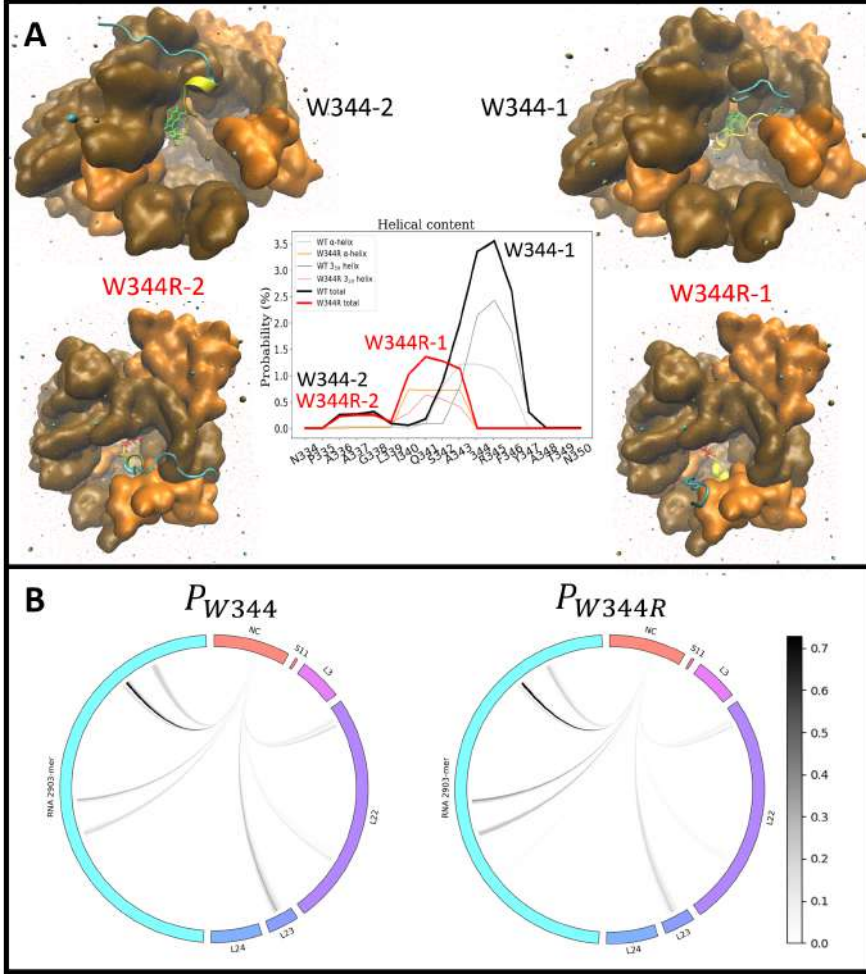 A
W344-2
W344-1
W344R-2
W344R-1
Helical content
WT α-helix
W344R α-helix
WT 3₁₀ helix
W344R 3₁₀ helix
WT total
W344R total
Probability (%)
3.5
3.0
2.5
2.0
1.5
1.0
0.5
0.0
W344-1
W344R-1
W344-2
W344R-2
N334
P335
A336
A337
G338
L339
I340
Q341
S342
A343
344
R345
F346
Y347
A348
T349
N350
B
P W344
P W344R
NC
S11
L3
L22
L23
L24
RNA 2903-mer
NC
S11
L3
L22
L23
L24
RNA 2903-mer
0.7
0.6
0.5
0.4
0.3
0.2
0.1
0.0